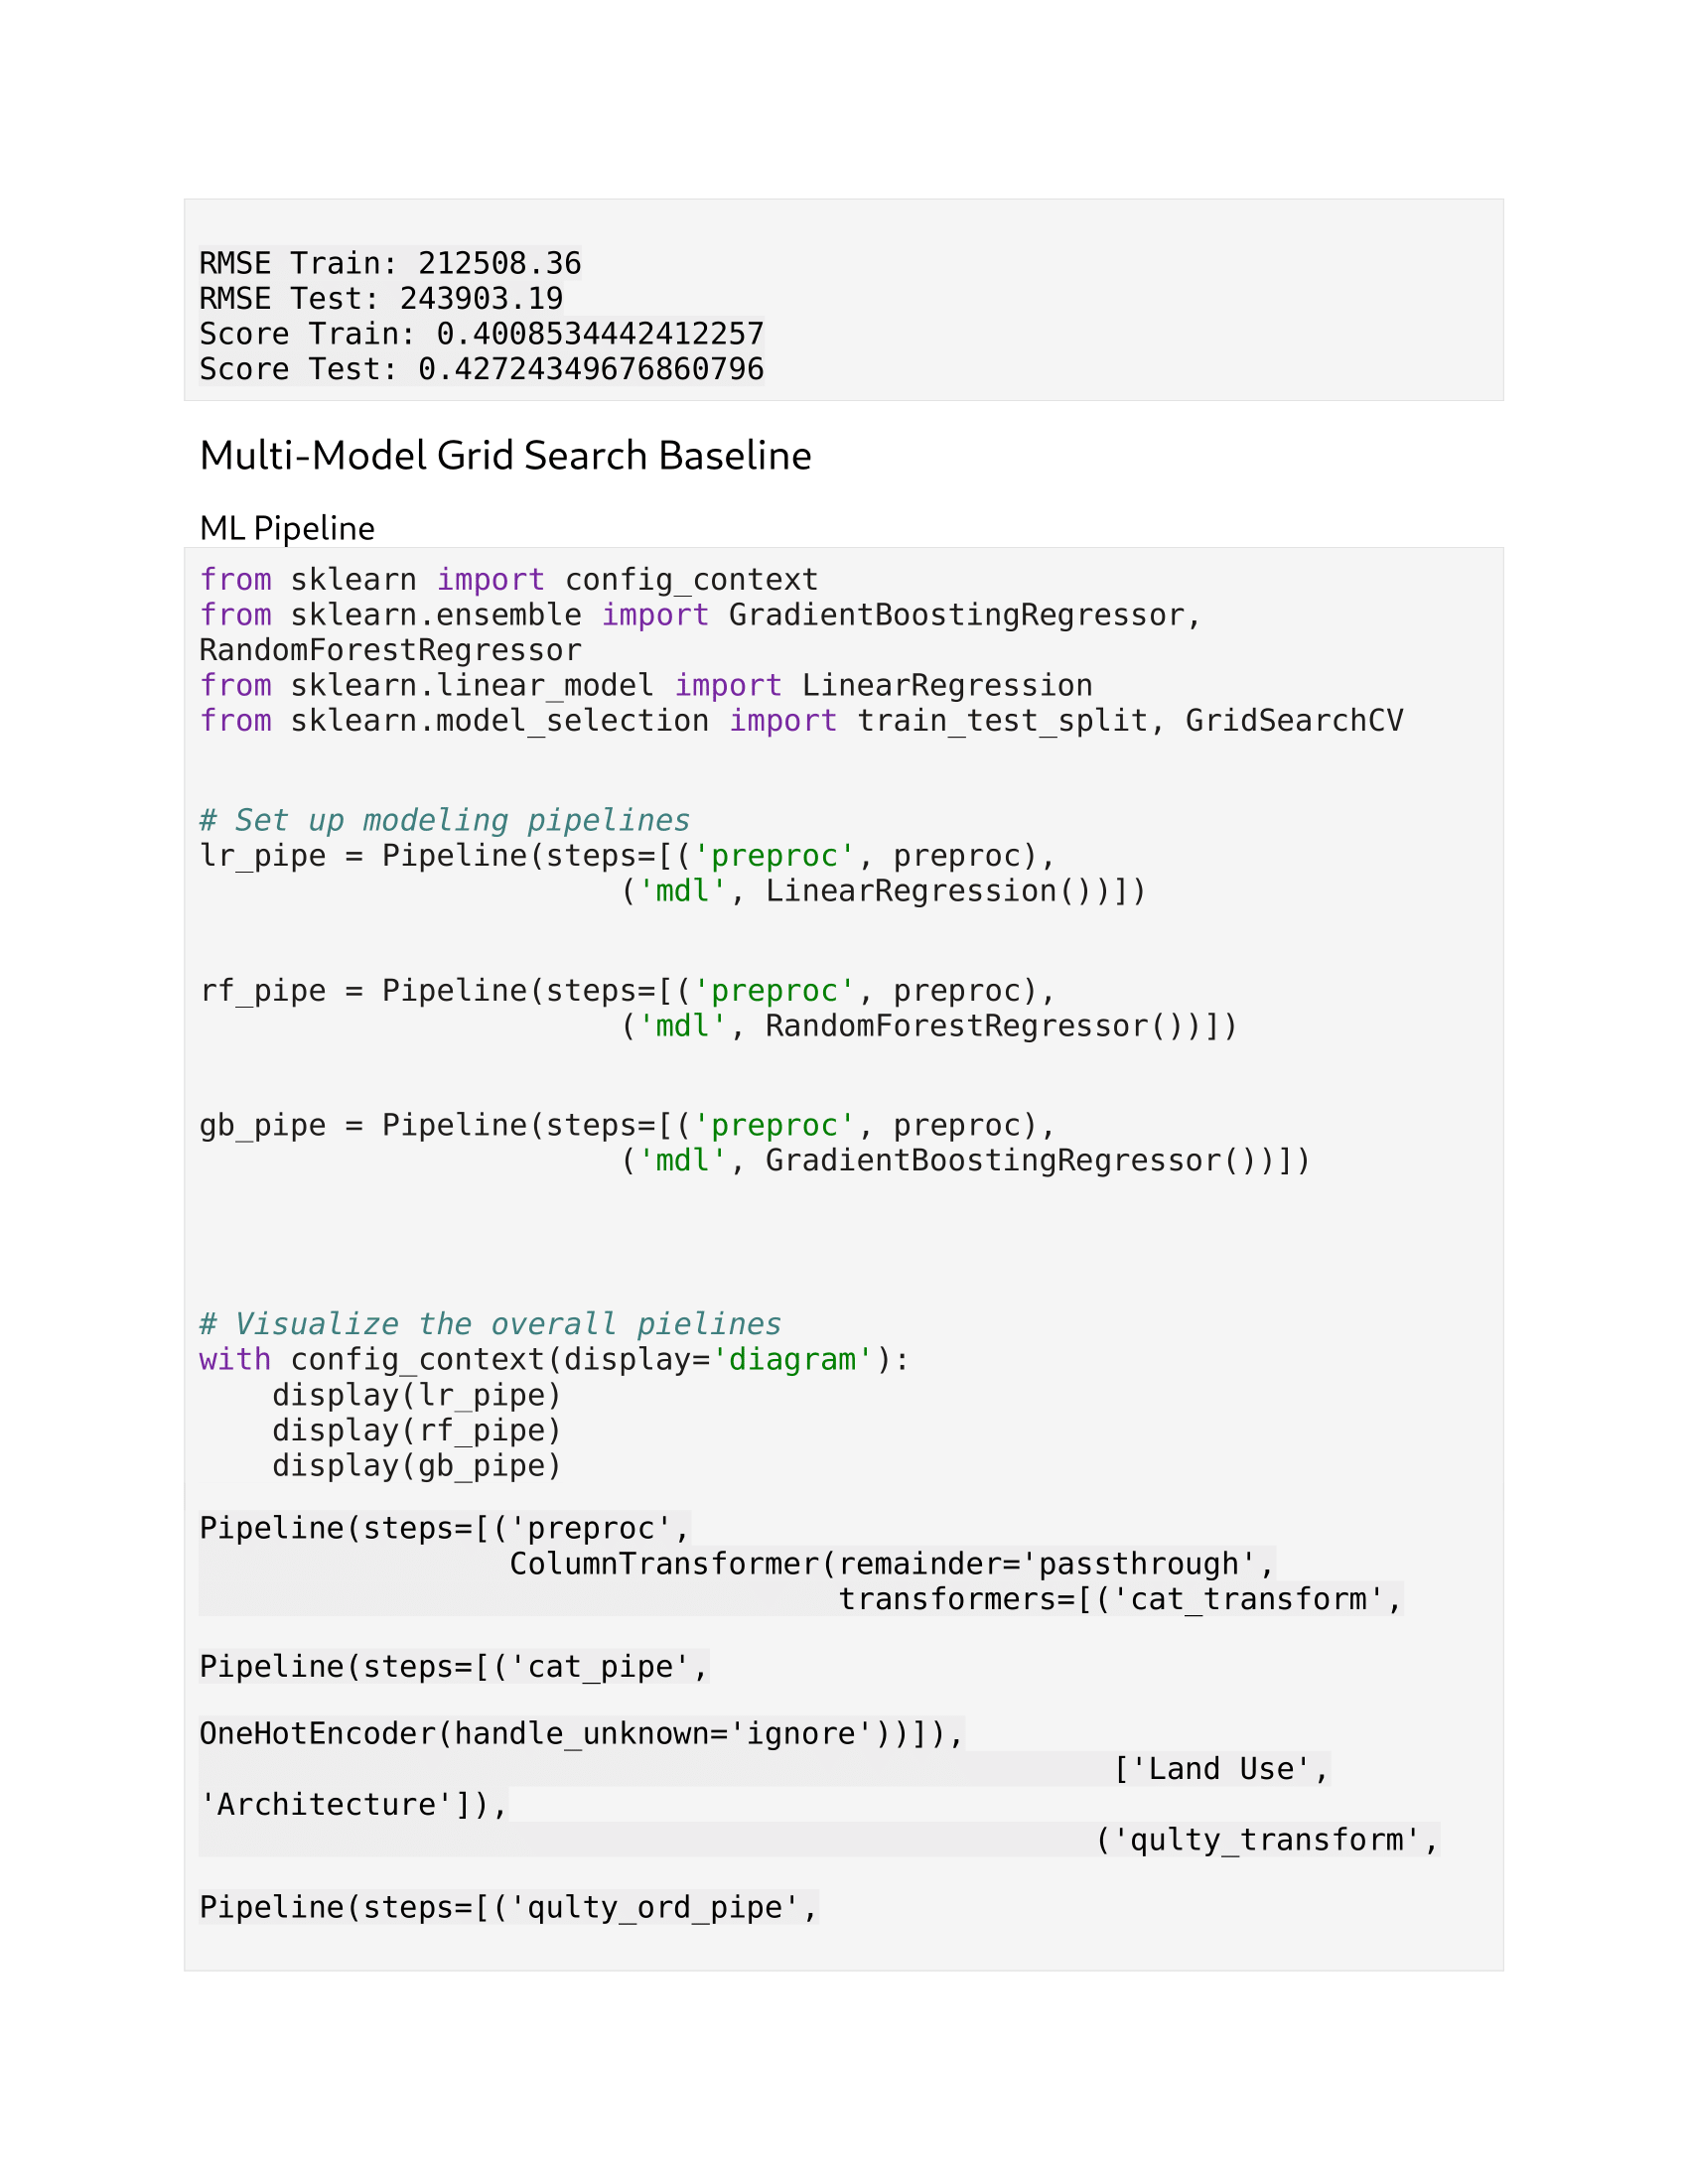 RMSE Train: 212508.36
RMSE Test: 243903.19
Score Train: 0.4008534442412257
Score Test: 0.42724349676860796
Multi-Model Grid Search Baseline
ML Pipeline
from sklearn import config_context
from sklearn.ensemble import GradientBoostingRegressor,
RandomForestRegressor
from sklearn.linear_model import LinearRegression
from sklearn.model_selection import train_test_split, GridSearchCV
# Set up modeling pipelines
lr_pipe = Pipeline(steps=[('preproc', preproc),
                       ('mdl', LinearRegression())])
rf_pipe = Pipeline(steps=[('preproc', preproc),
                       ('mdl', RandomForestRegressor())])
gb_pipe = Pipeline(steps=[('preproc', preproc),
                       ('mdl', GradientBoostingRegressor())])
# Visualize the overall pielines
with config_context(display='diagram'):
    display(lr_pipe)
    display(rf_pipe)
    display(gb_pipe)
Pipeline(steps=[('preproc',
                 ColumnTransformer(remainder='passthrough',
                                   transformers=[('cat_transform',
Pipeline(steps=[('cat_pipe',
OneHotEncoder(handle_unknown='ignore'))]),
                                                  ['Land Use',
'Architecture']),
                                                 ('qulty_transform',
Pipeline(steps=[('qulty_ord_pipe',